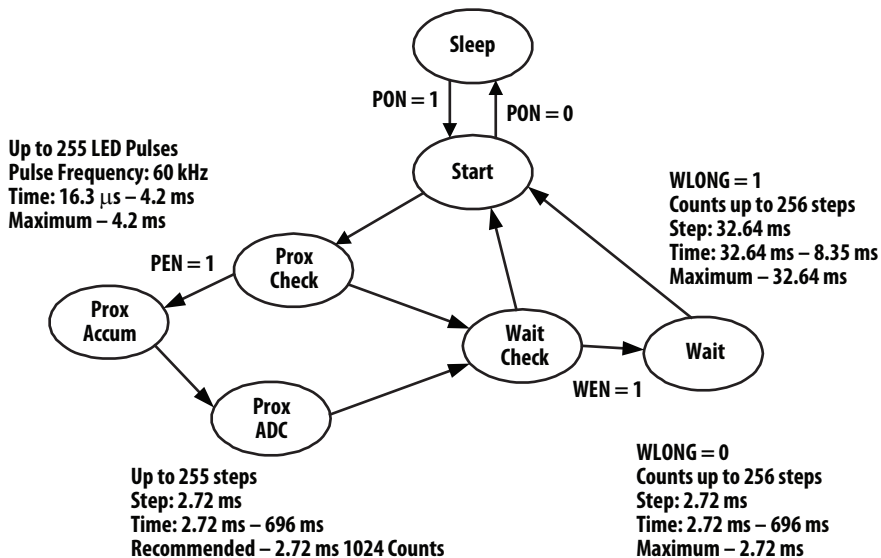 Sleep
PON = 1
PON = 0
Up to 255 LED Pulses
Pulse Frequency: 60 kHz
Time: 16.3 μs – 4.2 ms
Maximum – 4.2 ms
Start
WLONG = 1
Counts up to 256 steps
Step: 32.64 ms
Time: 32.64 ms – 8.35 ms
Maximum – 32.64 ms
PEN = 1
Prox
Check
Prox
Accum
Wait
Check
Wait
WEN = 1
Prox
ADC
Up to 255 steps
Step: 2.72 ms
Time: 2.72 ms – 696 ms
Recommended – 2.72 ms 1024 Counts
WLONG = 0
Counts up to 256 steps
Step: 2.72 ms
Time: 2.72 ms – 696 ms
Maximum – 2.72 ms